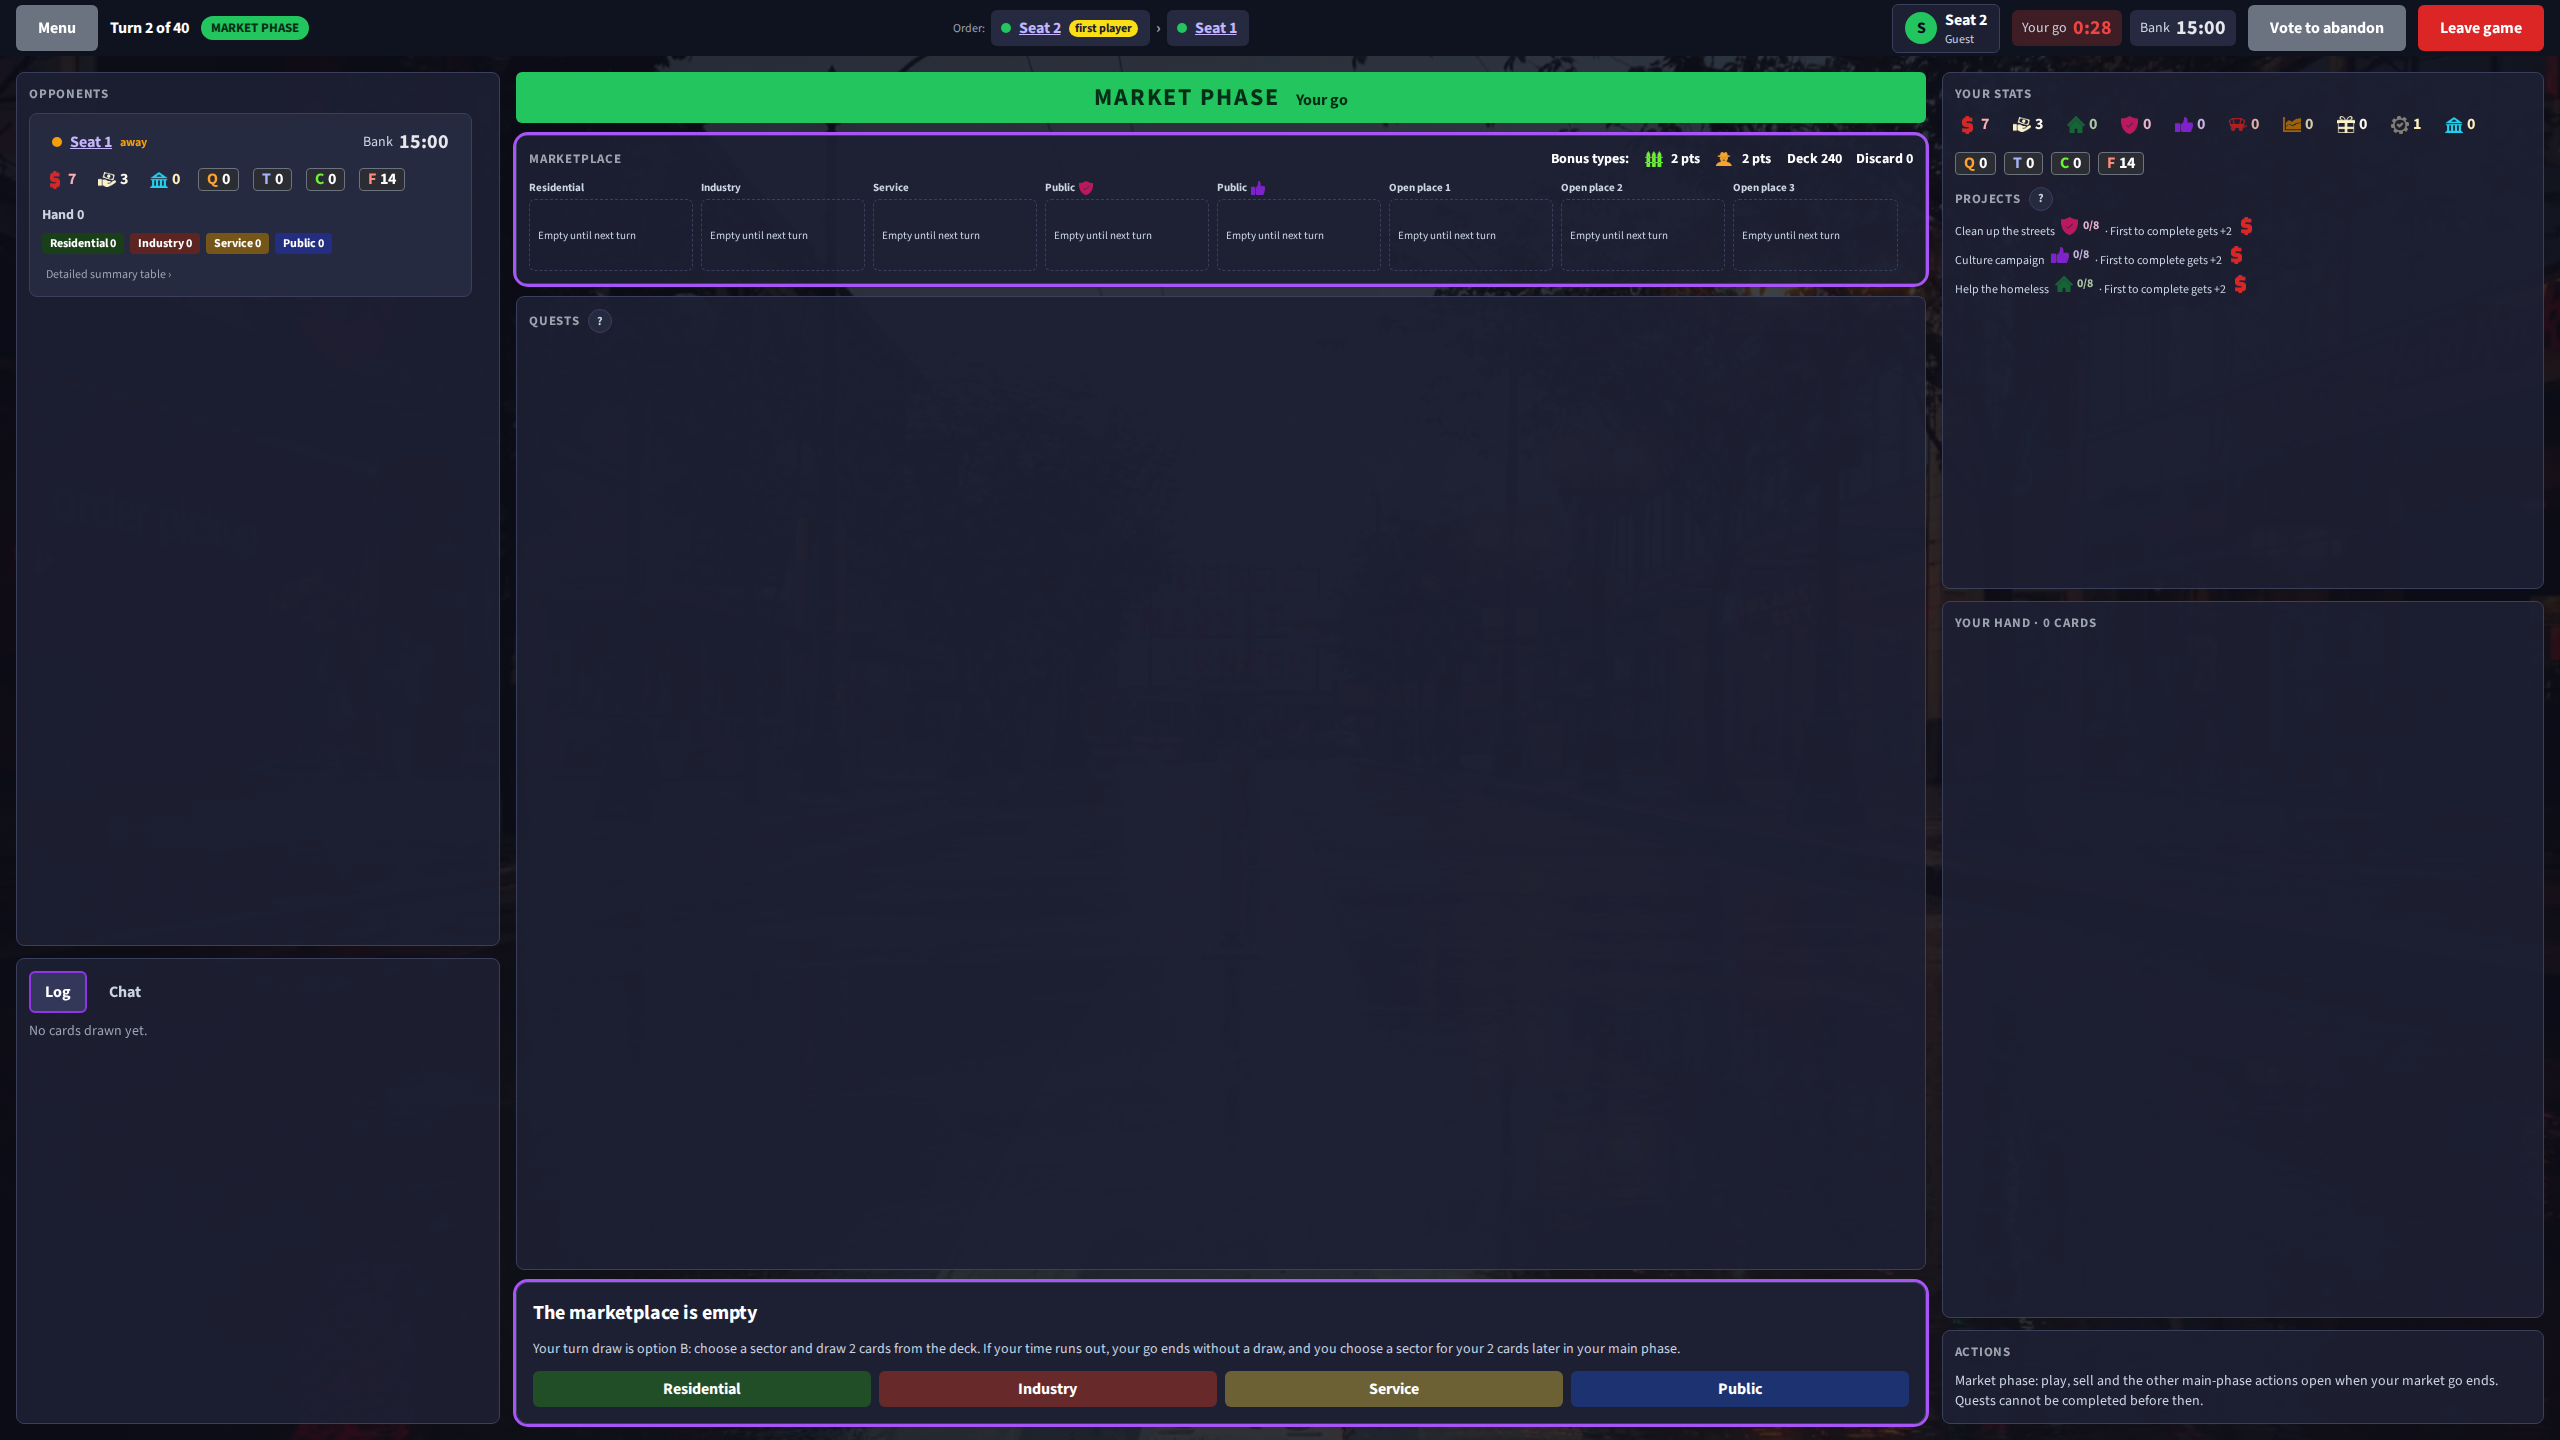 Menu Turn 2 of 40 MARKET PHASE Order: Seat 2 first player › Seat 1 S Seat 2 Guest Your go 0:28 Bank 15:00 Vote to abandon Leave game
OPPONENTS
Seat 1 away Bank 15:00
7 3 0 Q 0 T 0 C 0 F 14
Hand 0
Residential 0 Industry 0 Service 0 Public 0
Detailed summary table ›
Log Chat
No cards drawn yet.
MARKET PHASE Your go
MARKETPLACE Bonus types: 2 pts 2 pts Deck 240 Discard 0
Residential Industry Service Public Public Open place 1 Open place 2 Open place 3
Empty until next turn Empty until next turn Empty until next turn Empty until next turn Empty until next turn Empty until next turn Empty until next turn Empty until next turn
QUESTS ?
The marketplace is empty
Your turn draw is option B: choose a sector and draw 2 cards from the deck. If your time runs out, your go ends without a draw, and you choose a sector for your 2 cards later in your main phase.
Residential Industry Service Public
YOUR STATS
7 3 0 0 0 0 0 0 1 0
Q 0 T 0 C 0 F 14
PROJECTS ?
Clean up the streets 0/8 · First to complete gets +2
Culture campaign 0/8 · First to complete gets +2
Help the homeless 0/8 · First to complete gets +2
YOUR HAND · 0 CARDS
ACTIONS
Market phase: play, sell and the other main-phase actions open when your market go ends.
Quests cannot be completed before then.